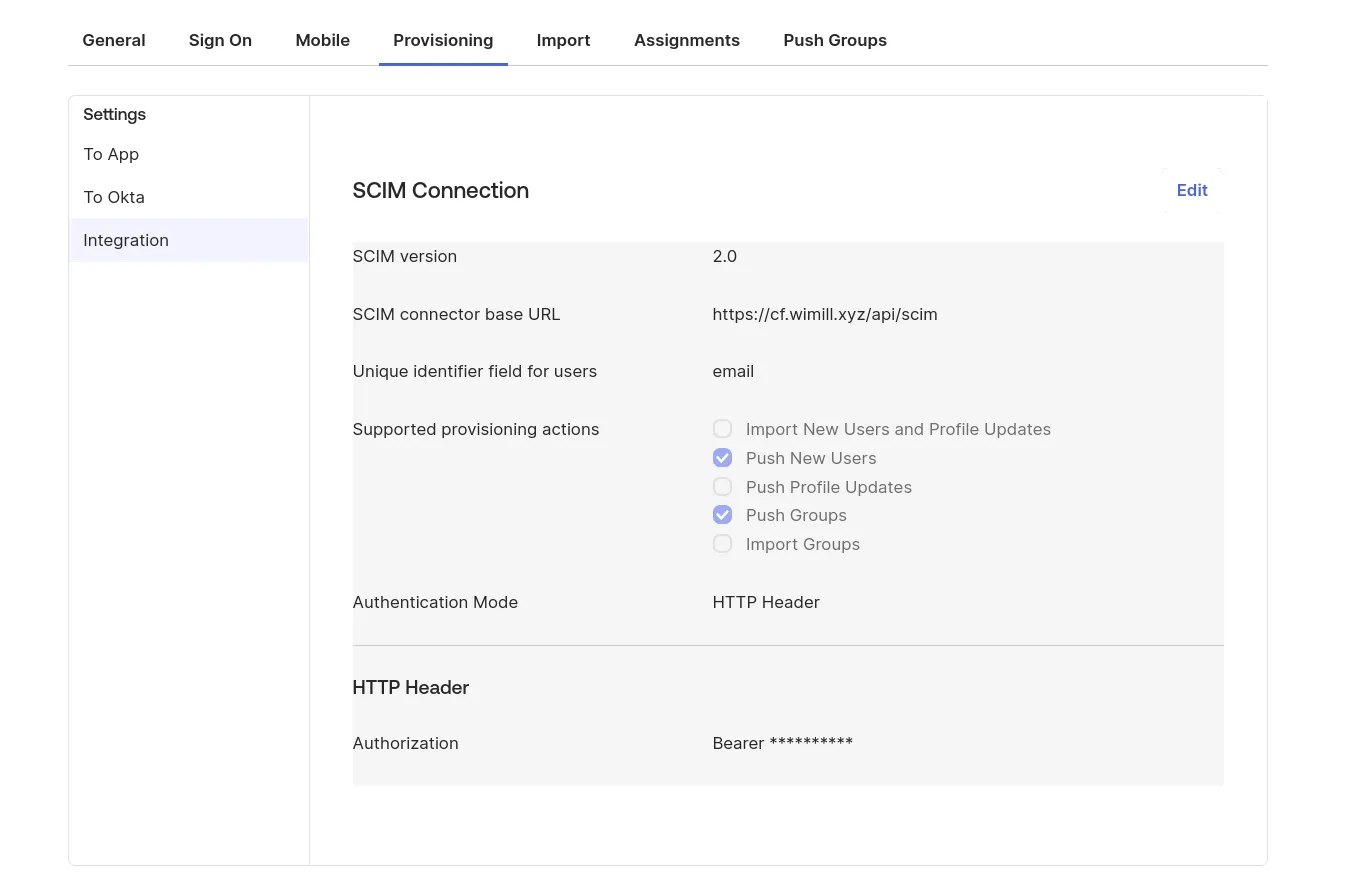 General Sign On Mobile Provisioning Import Assignments Push Groups
Settings
To App
To Okta
Integration
SCIM Connection Edit
SCIM version 2.0
SCIM connector base URL https://cf.wimill.xyz/api/scim
Unique identifier field for users email
Supported provisioning actions Import New Users and Profile Updates
Push New Users
Push Profile Updates
Push Groups
Import Groups
Authentication Mode HTTP Header
HTTP Header
Authorization Bearer **********